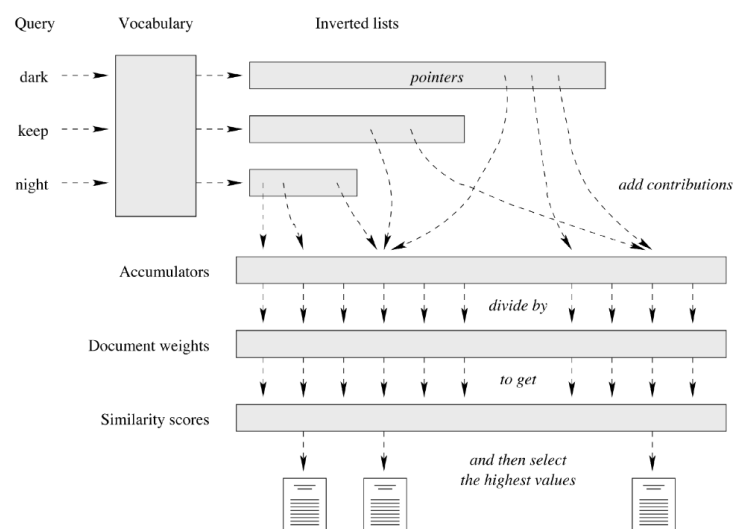 Query Vocabulary Inverted lists
dark
pointers
keep
night
add contributions
Accumulators
divide by
Document weights
to get
Similarity scores
and then select
the highest values